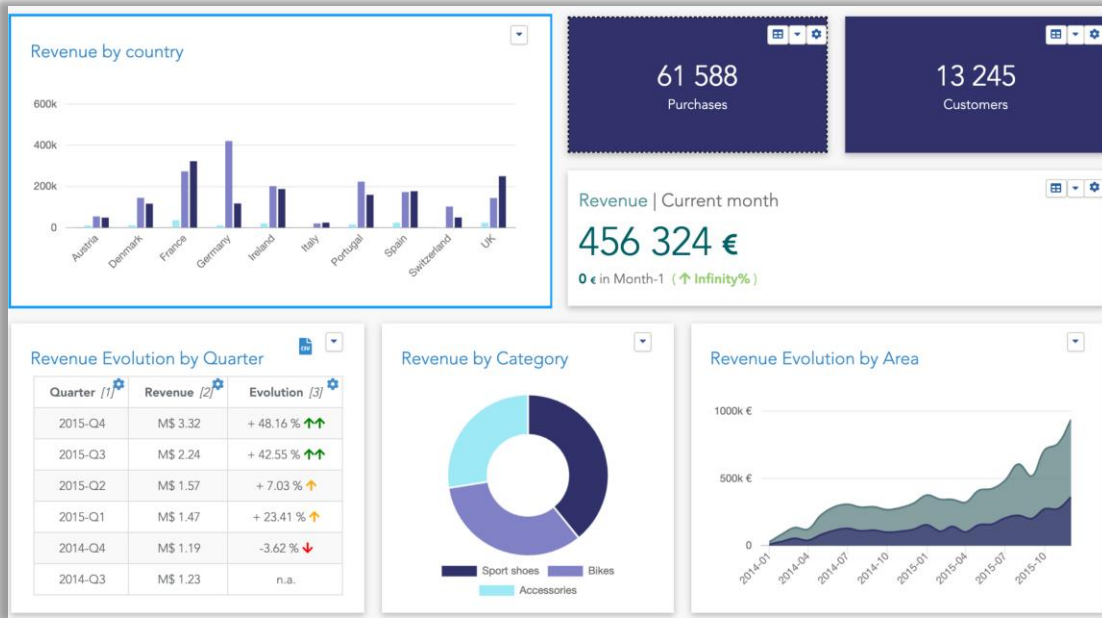 Revenue by country
600k
400k
200k
0
Austria
Denmark
France
Germany
Ireland
Italy
Portugal
Spain
Switzerland
UK
61 588
Purchases
13 245
Customers
Revenue | Current month
456 324 €
0 € in Month-1 ( ↑ Infinity% )
Revenue Evolution by Quarter
CSV
Quarter [1] Revenue [2] Evolution [3]
2015-Q4 M$ 3.32 + 48.16 % ↑↑
2015-Q3 M$ 2.24 + 42.55 % ↑↑
2015-Q2 M$ 1.57 + 7.03 % ↑
2015-Q1 M$ 1.47 + 23.41 % ↑
2014-Q4 M$ 1.19 -3.62 % ↓
2014-Q3 M$ 1.23 n.a.
Revenue by Category
Sport shoes Bikes
Accessories
Revenue Evolution by Area
1000k €
500k €
0
2014-01
2014-04
2014-07
2014-10
2015-01
2015-04
2015-07
2015-10